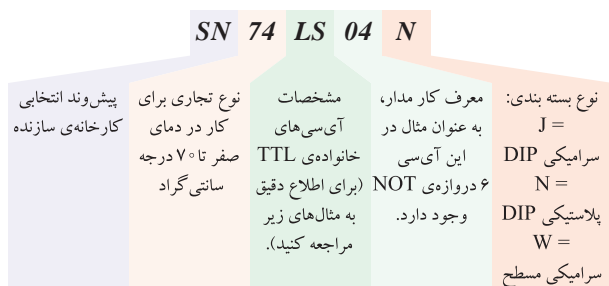 SN 74 LS 04 N
پیش‌وند انتخابی
کارخانه‌ی سازنده
نوع تجاری برای
کار در دمای
صفر تا ۷۰ درجه
سانتی‌گراد
مشخصات
آی‌سی‌های
خانواده‌ی TTL
(برای اطلاع دقیق
به مثال‌های زیر
مراجعه کنید).
معرف کار مدار،
به عنوان مثال در
این آی‌سی
۶ دروازه‌ی NOT
وجود دارد.
نوع بسته بندی:
J =
سرامیکی DIP
N =
پلاستیکی DIP
W =
سرامیکی مسطح